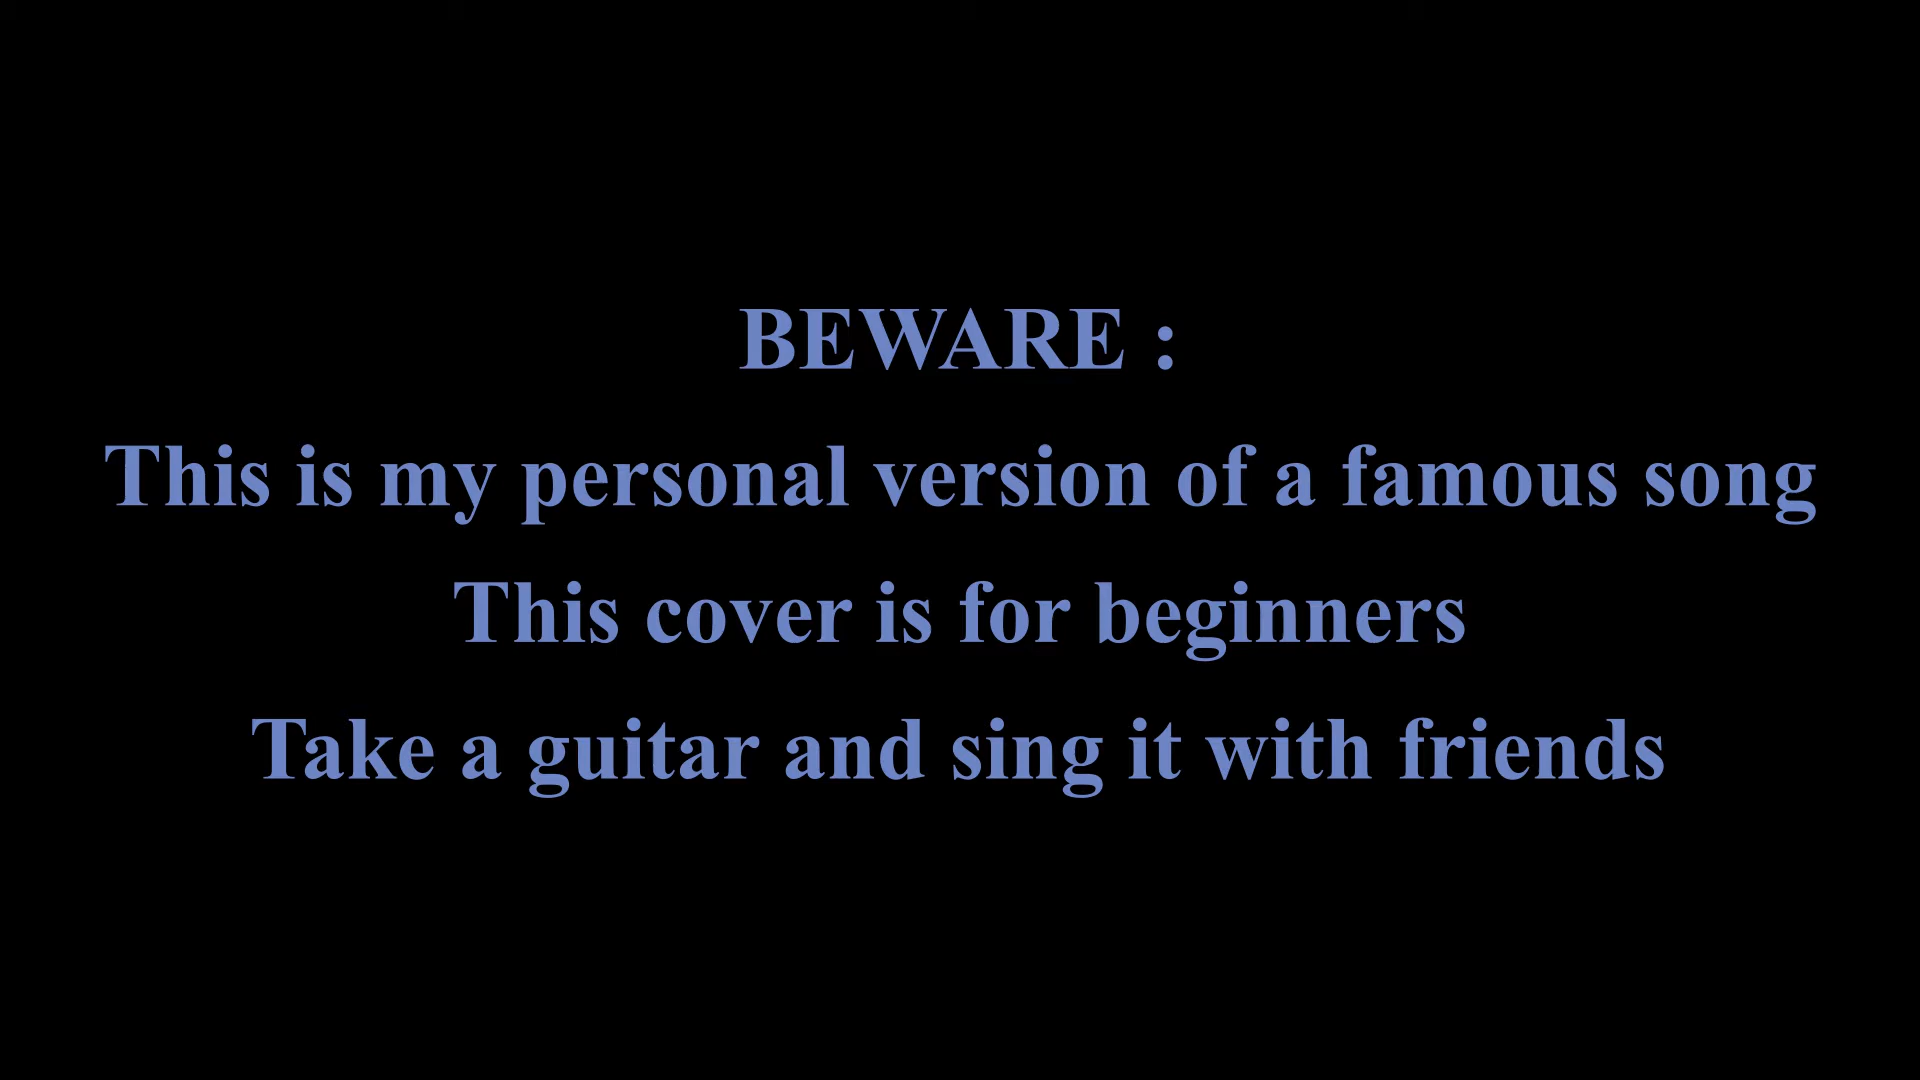 BEWARE :
This is my personal version of a famous song
This cover is for beginners
Take a guitar and sing it with friends